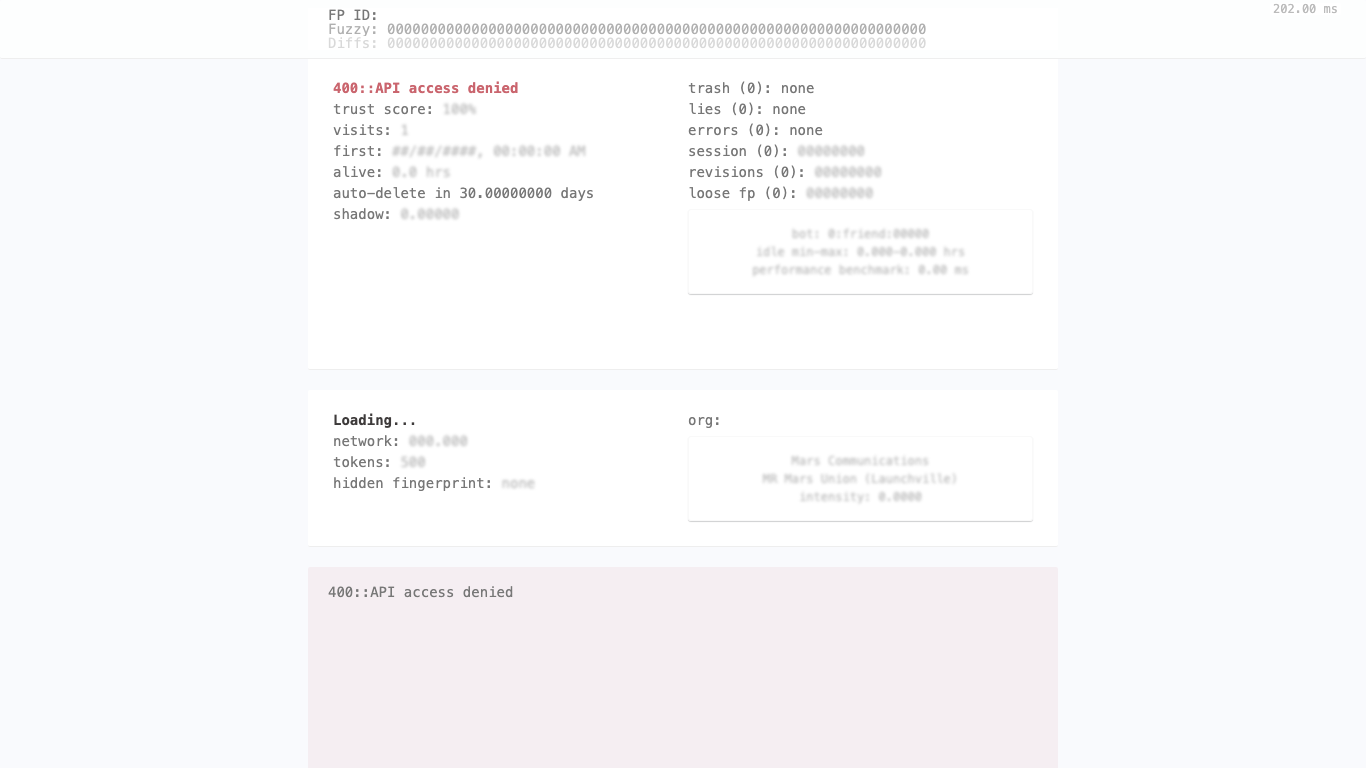 FP ID:
202.00 ms
Fuzzy: 0000000000000000000000000000000000000000000000000000000000000000
Diffs: 0000000000000000000000000000000000000000000000000000000000000000
400::API access denied
trust score: 100%
visits: 1
first: ##/##/####, 00:00:00 AM
alive: 0.0 hrs
auto-delete in 30.00000000 days
shadow: 0.00000
trash (0): none
lies (0): none
errors (0): none
session (0): 00000000
revisions (0): 00000000
loose fp (0): 00000000
bot: 0:friend:00000
idle min-max: 0.000-0.000 hrs
performance benchmark: 0.00 ms
Loading...
network: 000.000
tokens: 500
hidden fingerprint: none
org:
Mars Communications
MR Mars Union (Launchville)
intensity: 0.0000
400::API access denied